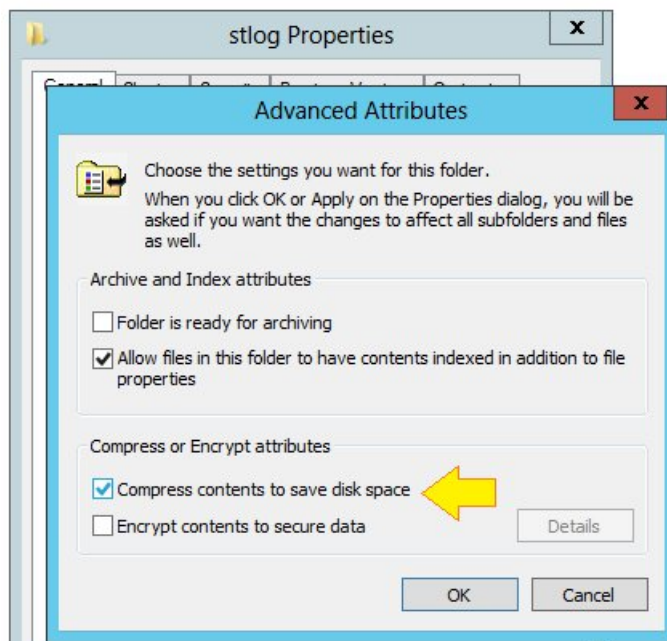 stlog Properties
x
General
Advanced Attributes
x
Choose the settings you want for this folder.
When you click OK or Apply on the Properties dialog, you will be
asked if you want the changes to affect all subfolders and files
as well.
Archive and Index attributes
Folder is ready for archiving
Allow files in this folder to have contents indexed in addition to file
properties
Compress or Encrypt attributes
Compress contents to save disk space
Encrypt contents to secure data
Details
OK
Cancel